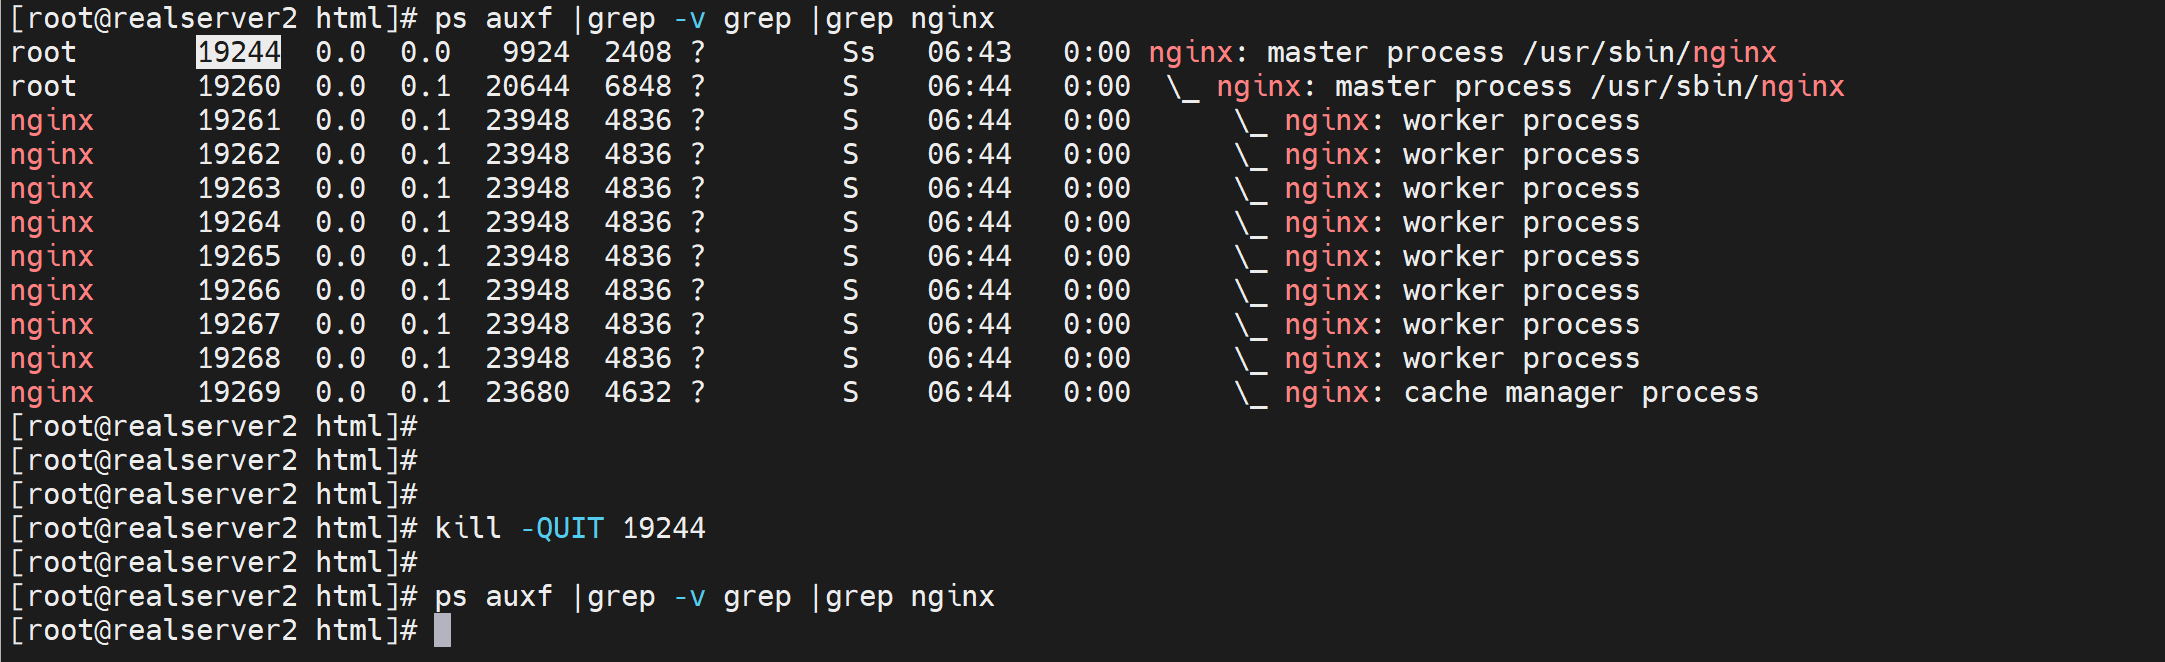 [root@realserver2 html]# ps auxf |grep -v grep |grep nginx
root       19244  0.0  0.0   9924  2408 ?        Ss   06:43   0:00 nginx: master process /usr/sbin/nginx
root       19260  0.0  0.1  20644  6848 ?        S    06:44   0:00  \_ nginx: master process /usr/sbin/nginx
nginx      19261  0.0  0.1  23948  4836 ?        S    06:44   0:00      \_ nginx: worker process
nginx      19262  0.0  0.1  23948  4836 ?        S    06:44   0:00      \_ nginx: worker process
nginx      19263  0.0  0.1  23948  4836 ?        S    06:44   0:00      \_ nginx: worker process
nginx      19264  0.0  0.1  23948  4836 ?        S    06:44   0:00      \_ nginx: worker process
nginx      19265  0.0  0.1  23948  4836 ?        S    06:44   0:00      \_ nginx: worker process
nginx      19266  0.0  0.1  23948  4836 ?        S    06:44   0:00      \_ nginx: worker process
nginx      19267  0.0  0.1  23948  4836 ?        S    06:44   0:00      \_ nginx: worker process
nginx      19268  0.0  0.1  23948  4836 ?        S    06:44   0:00      \_ nginx: worker process
nginx      19269  0.0  0.1  23680  4632 ?        S    06:44   0:00      \_ nginx: cache manager process
[root@realserver2 html]#
[root@realserver2 html]#
[root@realserver2 html]#
[root@realserver2 html]# kill -QUIT 19244
[root@realserver2 html]#
[root@realserver2 html]# ps auxf |grep -v grep |grep nginx
[root@realserver2 html]#